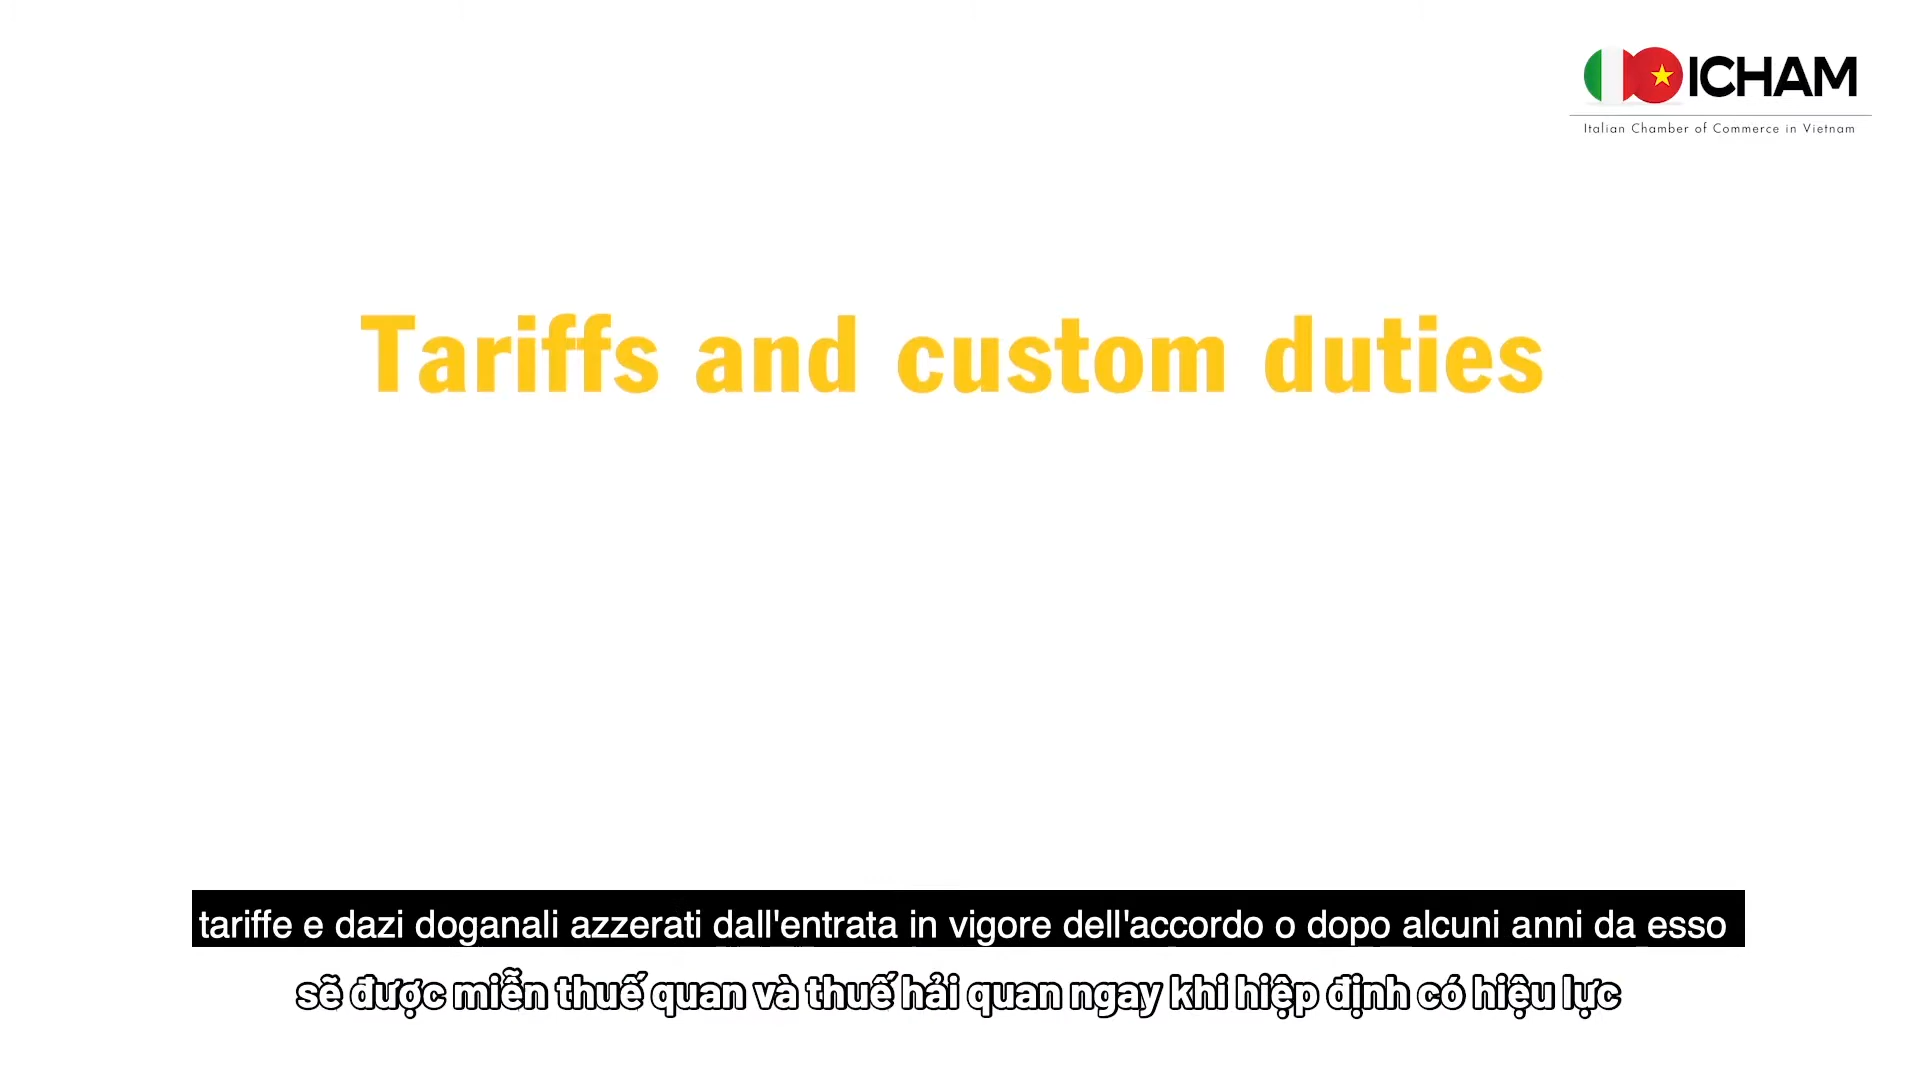 ICHAM
Italian Chamber of Commerce in Vietnam
Tariffs and custom duties
tariffe e dazi doganali azzerati dall'entrata in vigore dell'accordo o dopo alcuni anni da esso
sẽ được miễn thuế quan và thuế hải quan ngay khi hiệp định có hiệu lực